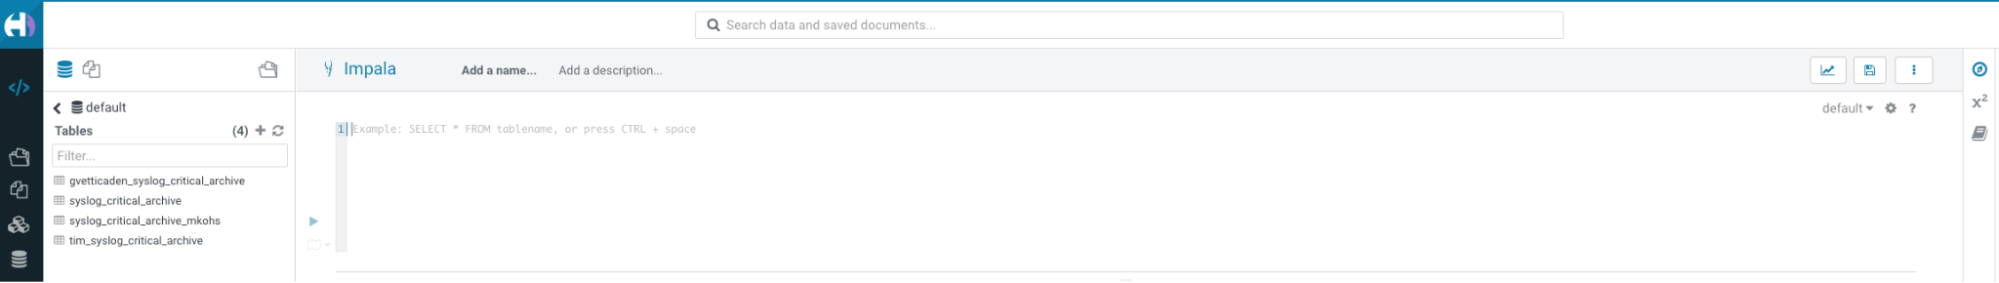 Search data and saved documents...
Impala Add a name... Add a description...
default
Tables (4)
Filter...
gvetticaden_syslog_critical_archive
syslog_critical_archive
syslog_critical_archive_mkohs
tim_syslog_critical_archive
default ?
1 Example: SELECT * FROM tablename, or press CTRL + space
</>
x²